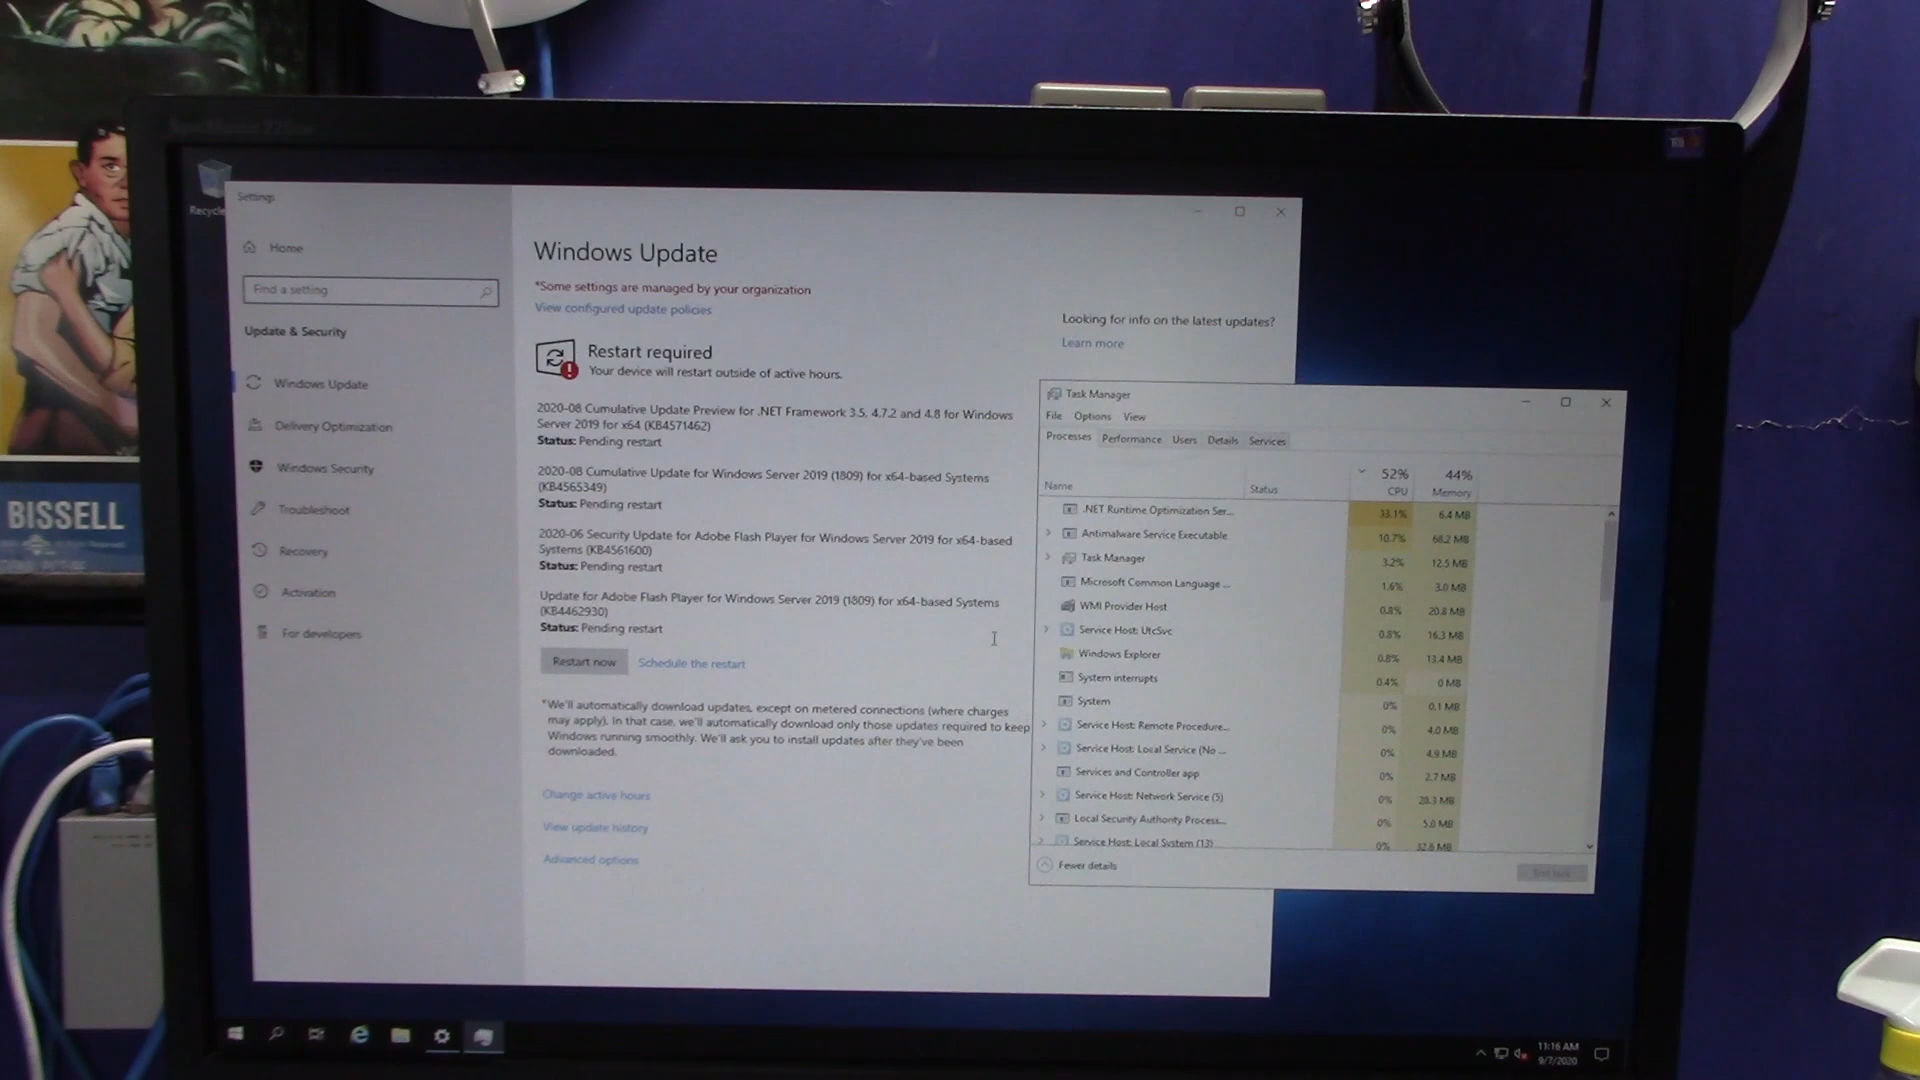 Recycle
Settings
Home
Find a setting
Update & Security
Windows Update
Delivery Optimization
Windows Security
Troubleshoot
Recovery
Activation
For developers
Windows Update
*Some settings are managed by your organization
View configured update policies
Restart required
Your device will restart outside of active hours.
2020-08 Cumulative Update Preview for .NET Framework 3.5, 4.7.2 and 4.8 for Windows
Server 2019 for x64 (KB4571462)
Status: Pending restart
2020-08 Cumulative Update for Windows Server 2019 (1809) for x64-based Systems
(KB4565349)
Status: Pending restart
2020-06 Security Update for Adobe Flash Player for Windows Server 2019 for x64-based
Systems (KB4561600)
Status: Pending restart
Update for Adobe Flash Player for Windows Server 2019 (1809) for x64-based Systems
(KB4462930)
Status: Pending restart
Restart now Schedule the restart
*We'll automatically download updates, except on metered connections (where charges
may apply). In that case, we'll automatically download only those updates required to keep
Windows running smoothly. We'll ask you to install updates after they've been
downloaded.
Change active hours
View update history
Advanced options
Looking for info on the latest updates?
Learn more
Task Manager
File Options View
Processes Performance Users Details Services
52% 44%
Name Status CPU Memory
.NET Runtime Optimization Ser... 33.1% 6.4 MB
Antimalware Service Executable 10.7% 68.2 MB
Task Manager 3.2% 12.5 MB
Microsoft Common Language ... 1.6% 3.0 MB
WMI Provider Host 0.8% 20.8 MB
Service Host: UtcSvc 0.8% 16.3 MB
Windows Explorer 0.8% 13.4 MB
System interrupts 0.4% 0 MB
System 0% 0.1 MB
Service Host: Remote Procedure... 0% 4.0 MB
Service Host: Local Service (No ... 0% 4.9 MB
Services and Controller app 0% 2.7 MB
Service Host: Network Service (5) 0% 20.3 MB
Local Security Authority Process... 0% 5.0 MB
Service Host: Local System (13) 0% 32.6 MB
Fewer details End task
11:16 AM
9/7/2020
BISSELL